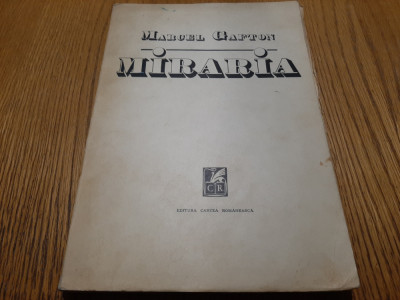 MARCEL GAFTON
MIRARIA
CR
EDITURA CARTEA ROMÂNEASCĂ